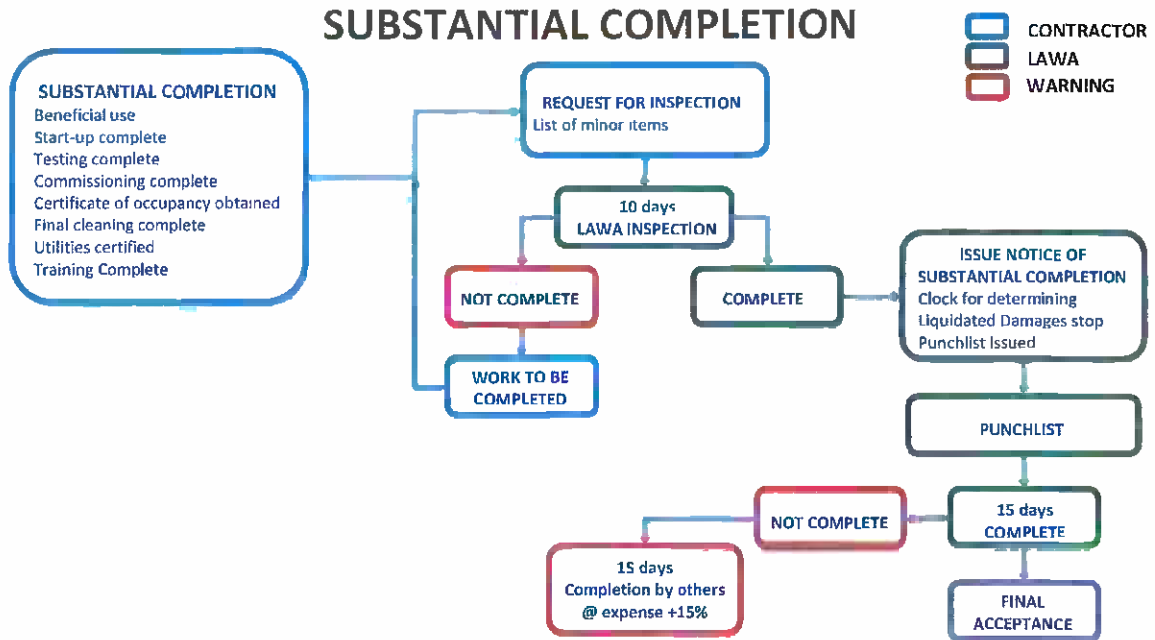 SUBSTANTIAL COMPLETION
CONTRACTOR
LAWA
WARNING
SUBSTANTIAL COMPLETION
Beneficial use
Start-up complete
Testing complete
Commissioning complete
Certificate of occupancy obtained
Final cleaning complete
Utilities certified
Training Complete
REQUEST FOR INSPECTION
List of minor items
10 days
LAWA INSPECTION
NOT COMPLETE
COMPLETE
ISSUE NOTICE OF
SUBSTANTIAL COMPLETION
Clock for determining
Liquidated Damages stop
Punchlist Issued
WORK TO BE
COMPLETED
PUNCHLIST
NOT COMPLETE
15 days
COMPLETE
15 days
Completion by others
@ expense +15%
FINAL
ACCEPTANCE